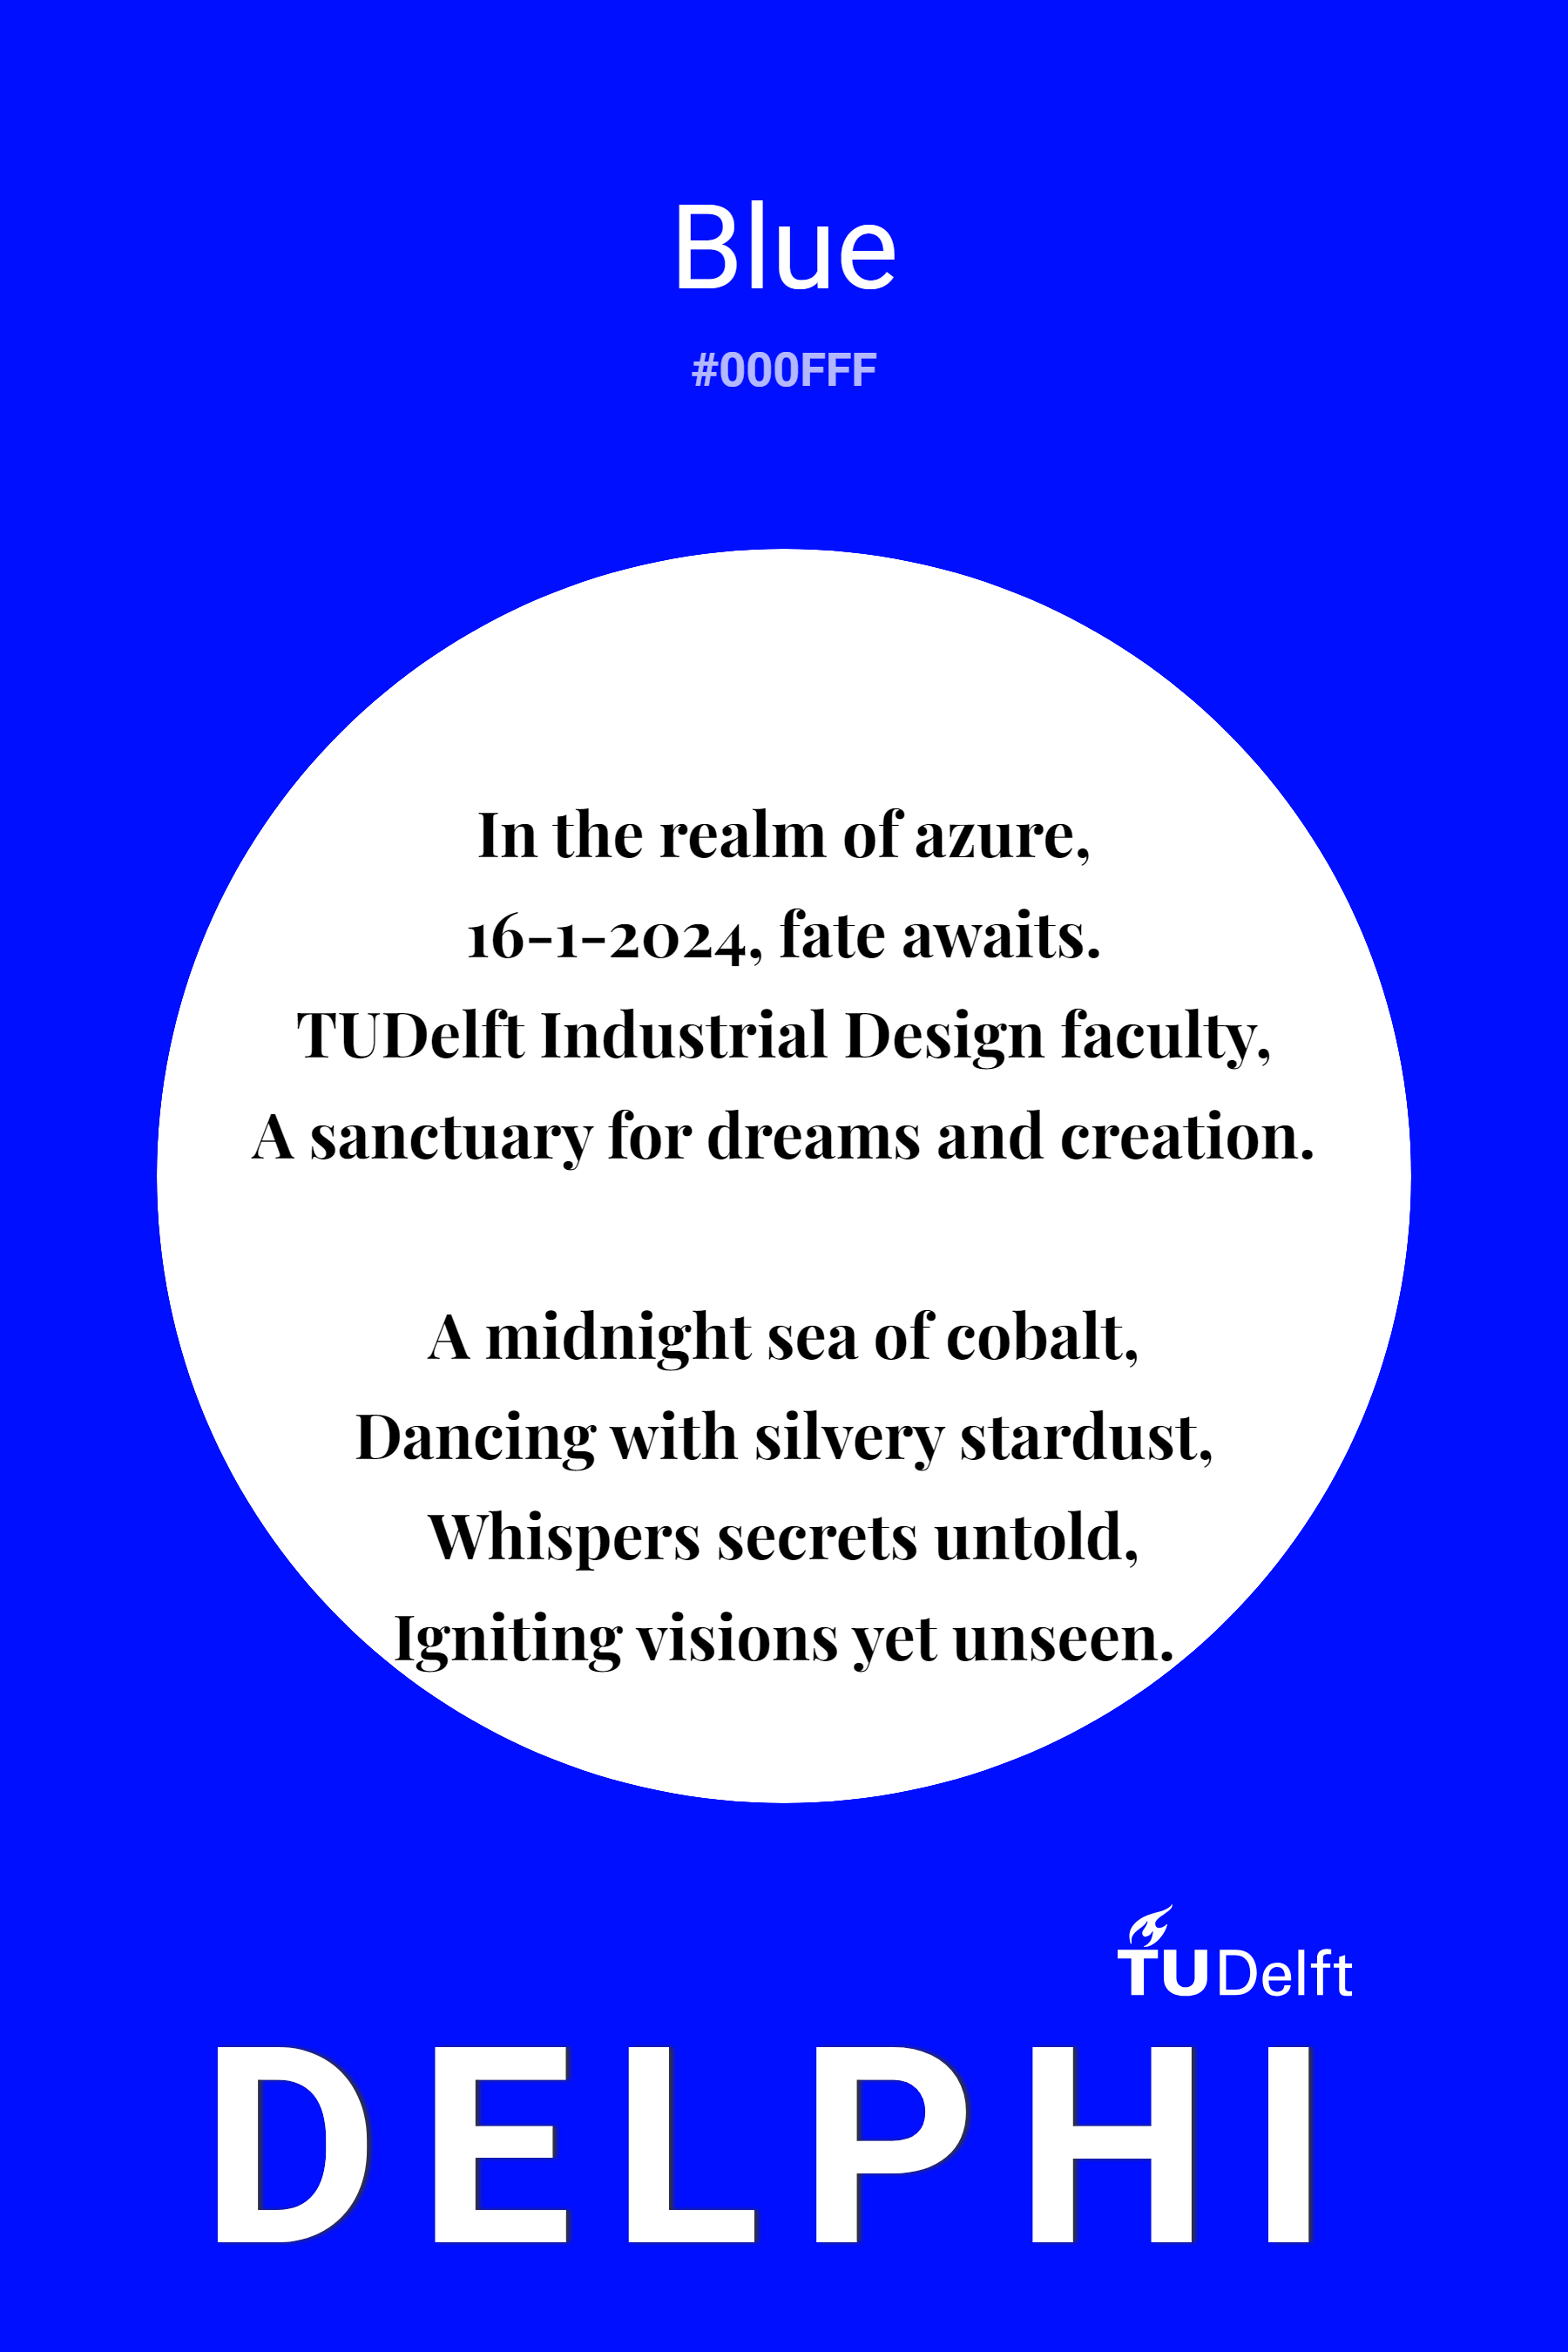 Blue
#000FFF
In the realm of azure,
16-1-2024, fate awaits.
TUDelft Industrial Design faculty,
A sanctuary for dreams and creation.
A midnight sea of cobalt,
Dancing with silvery stardust,
Whispers secrets untold,
Igniting visions yet unseen.
TUDelft
DELPHI